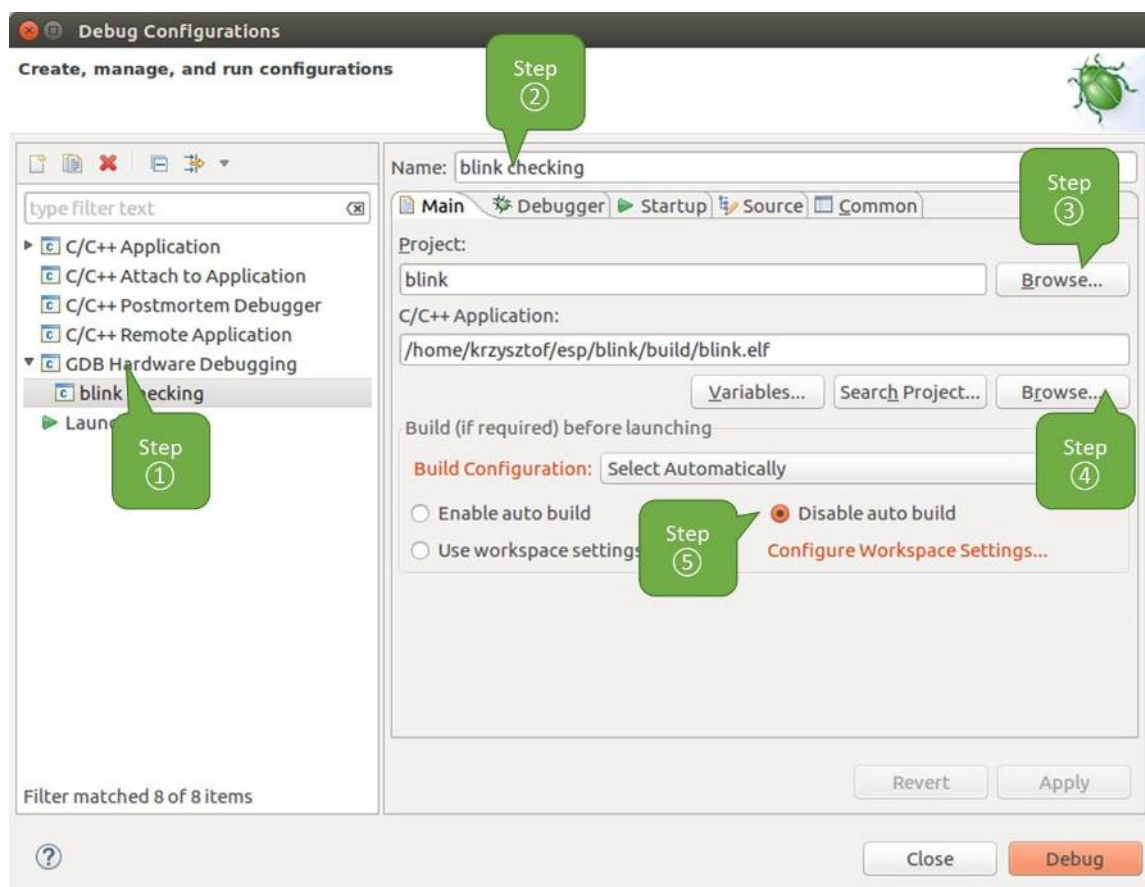 Debug Configurations
Create, manage, and run configurations
Step
②
Name: blink checking
Step
③
type filter text
Main Debugger Startup Source Common
C/C++ Application
C/C++ Attach to Application
C/C++ Postmortem Debugger
C/C++ Remote Application
GDB Hardware Debugging
blink checking
Step
①
Project:
blink Browse...
C/C++ Application:
/home/krzysztof/esp/blink/build/blink.elf
Variables... Search Project... Browse...
Step
④
Build (if required) before launching
Build Configuration: Select Automatically
Enable auto build Disable auto build
Step
⑤
Use workspace settings Configure Workspace Settings...
Filter matched 8 of 8 items
Revert Apply
Close Debug